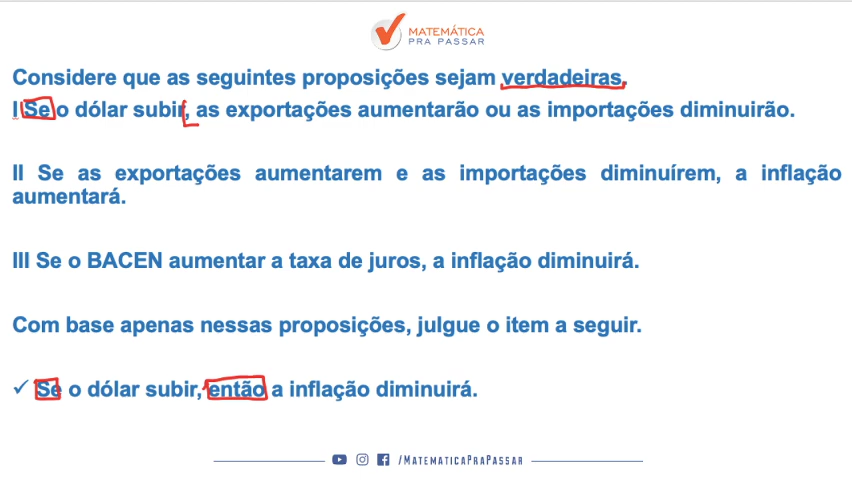 MATEMÁTICA
PRA PASSAR
Considere que as seguintes proposições sejam verdadeiras.
I Se o dólar subir, as exportações aumentarão ou as importações diminuirão.
II Se as exportações aumentarem e as importações diminuírem, a inflação
aumentará.
III Se o BACEN aumentar a taxa de juros, a inflação diminuirá.
Com base apenas nessas proposições, julgue o item a seguir.
✓ Se o dólar subir, então a inflação diminuirá.
/MATEMATICAPRAPASSAR